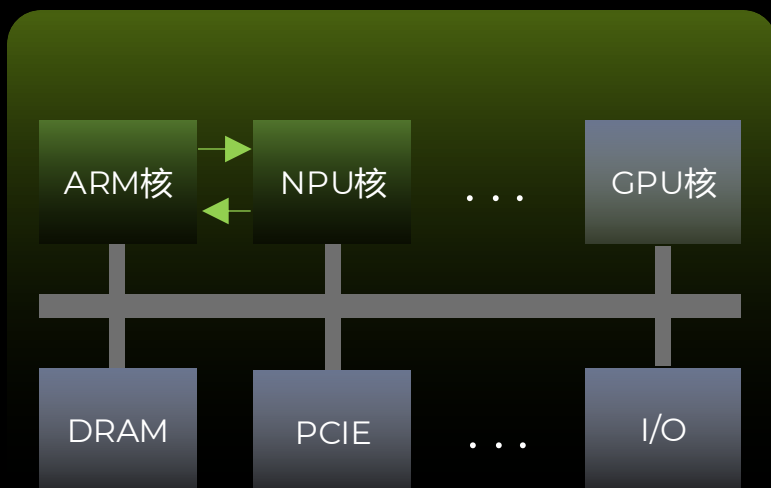 ARM核
NPU核
. . .
GPU核
DRAM
PCIE
. . .
I/O